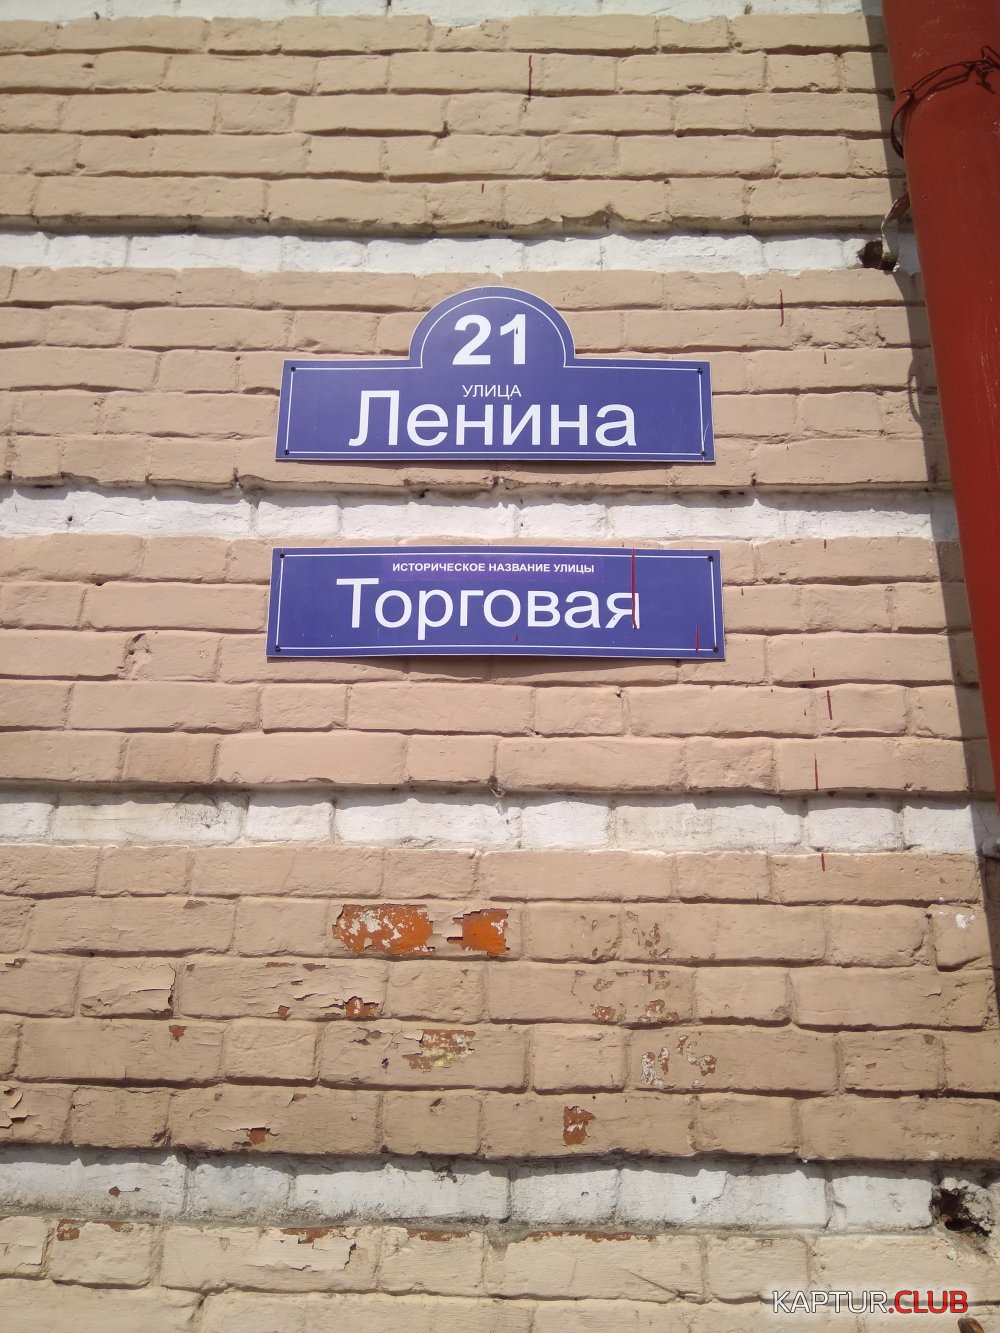 21
УЛИЦА
Ленина
ИСТОРИЧЕСКОЕ НАЗВАНИЕ УЛИЦЫ
Торговая
KAPTUR.CLUB